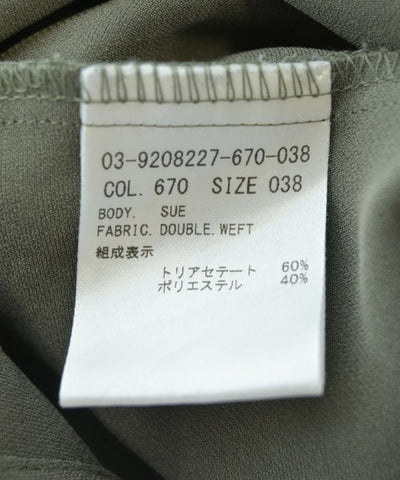 03-9208227-670-038
COL. 670 SIZE 038
BODY. SUE
FABRIC. DOUBLE. WEFT
組成表示
トリアセテート 60%
ポリエステル 40%